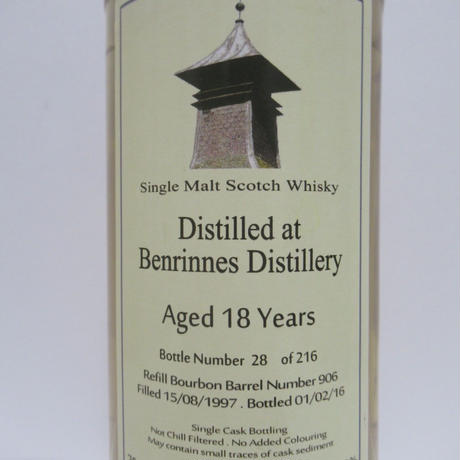 Single Malt Scotch Whisky
Distilled at
Benrinnes Distillery
Aged 18 Years
Bottle Number 28 of 216
Refill Bourbon Barrel Number 906
Filled 15/08/1997 . Bottled 01/02/16
Single Cask Bottling
Not Chill Filtered . No Added Colouring
May contain small traces of cask sediment